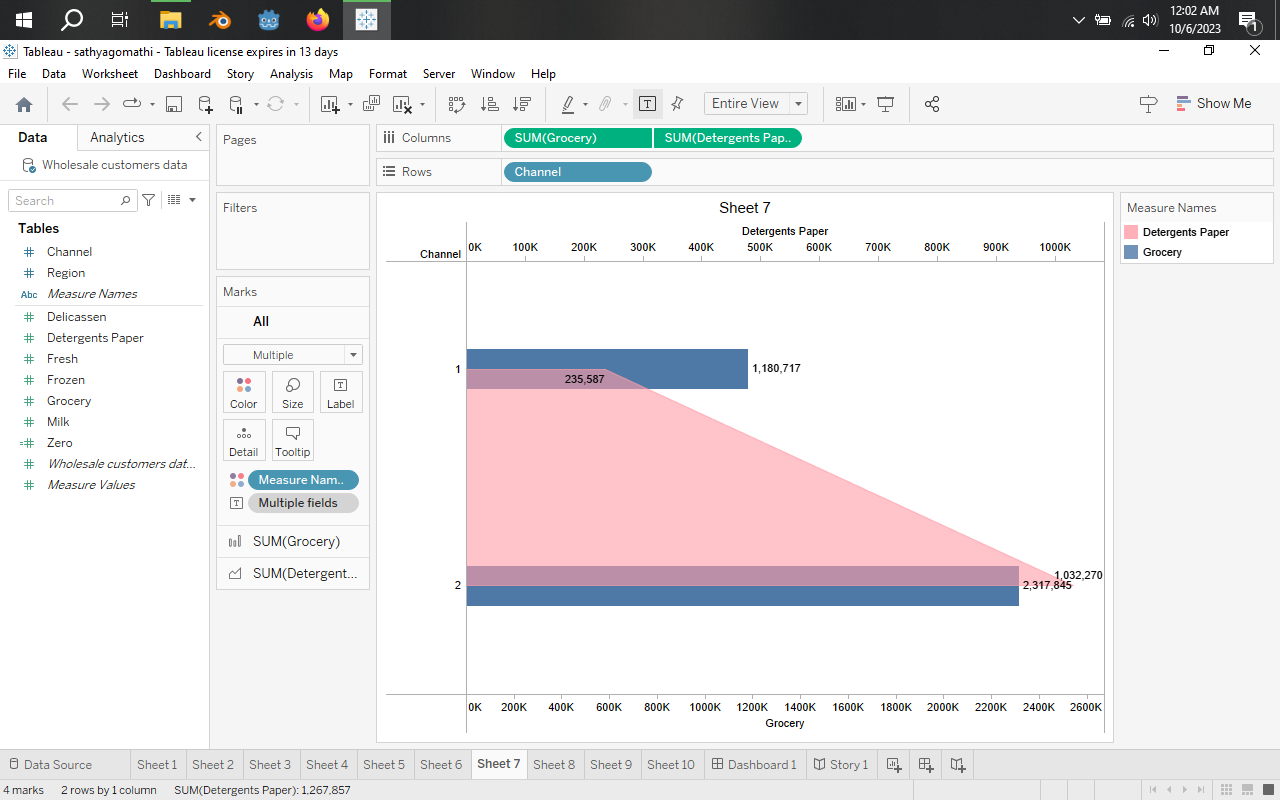 12:02 AM
10/6/2023
1
Tableau - sathyagomathi - Tableau license expires in 13 days
File Data Worksheet Dashboard Story Analysis Map Format Server Window Help
Entire View
Show Me
Data Analytics
Wholesale customers data
Search
Tables
Channel
Region
Abc Measure Names
Delicassen
Detergents Paper
Fresh
Frozen
Grocery
Milk
Zero
Wholesale customers dat...
Measure Values
Pages
Filters
Marks
All
Multiple
Color Size Label
Detail Tooltip
Measure Nam..
Multiple fields
SUM(Grocery)
SUM(Detergent...
Columns SUM(Grocery) SUM(Detergents Pap..
Rows Channel
Sheet 7
Detergents Paper
0K 100K 200K 300K 400K 500K 600K 700K 800K 900K 1000K
Channel
1 1,180,717
235,587
1,032,270
2 2,317,845
0K 200K 400K 600K 800K 1000K 1200K 1400K 1600K 1800K 2000K 2200K 2400K 2600K
Grocery
Measure Names
Detergents Paper
Grocery
Data Source Sheet 1 Sheet 2 Sheet 3 Sheet 4 Sheet 5 Sheet 6 Sheet 7 Sheet 8 Sheet 9 Sheet 10 Dashboard 1 Story 1
4 marks 2 rows by 1 column SUM(Detergents Paper): 1,267,857